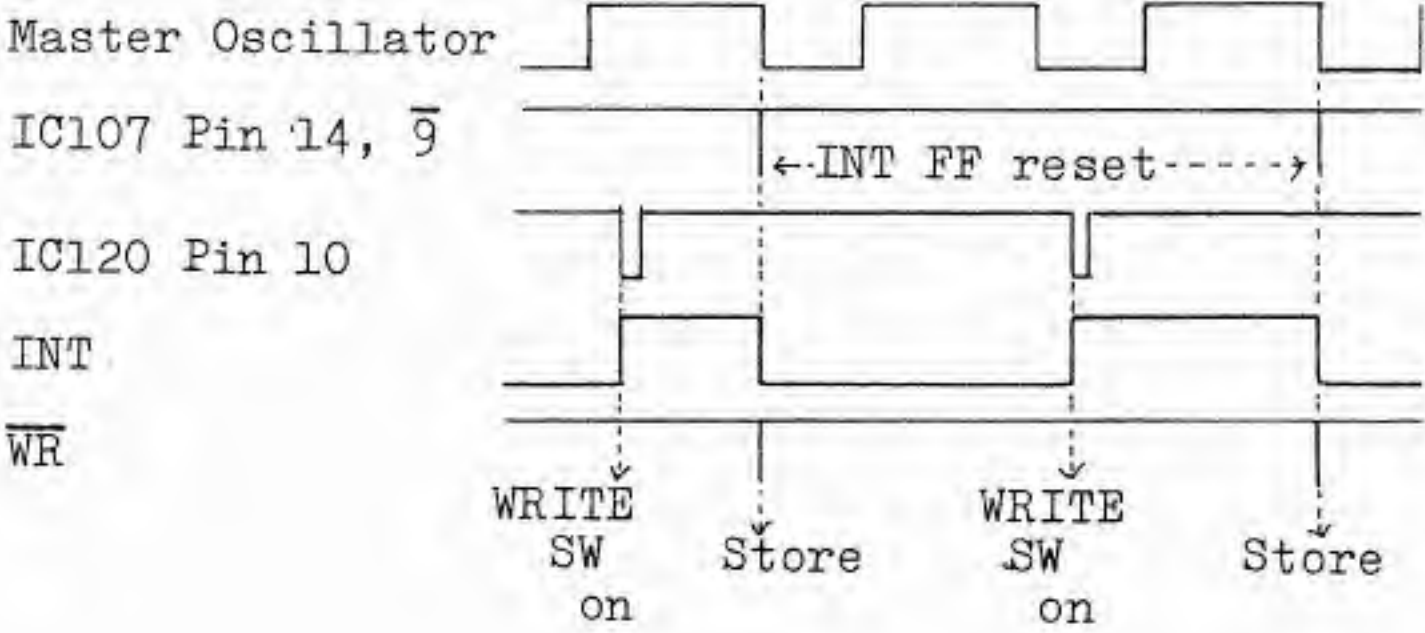 Master Oscillator
IC107 Pin 14, 9̅
←--INT FF reset-----→
IC120 Pin 10
INT
W̅R̅
WRITE SW on
Store
WRITE SW on
Store